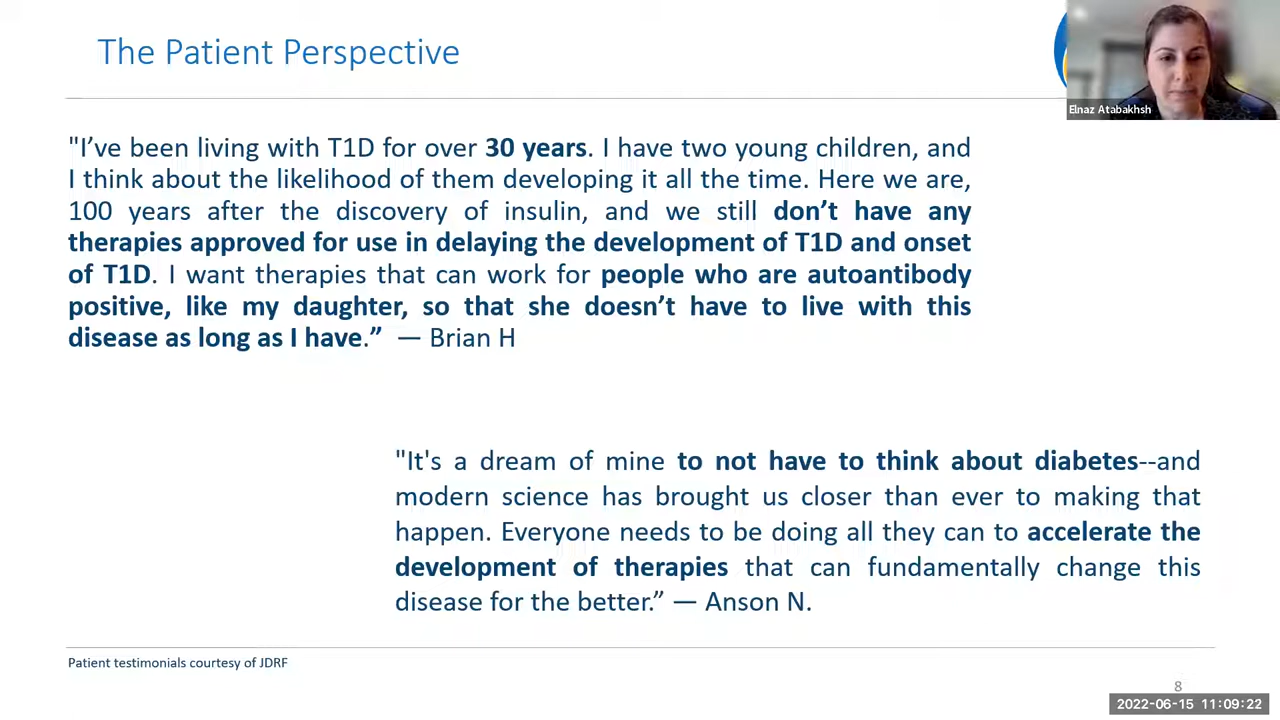 The Patient Perspective
Elnaz Atabakhsh
"I’ve been living with T1D for over 30 years. I have two young children, and
I think about the likelihood of them developing it all the time. Here we are,
100 years after the discovery of insulin, and we still don’t have any
therapies approved for use in delaying the development of T1D and onset
of T1D. I want therapies that can work for people who are autoantibody
positive, like my daughter, so that she doesn’t have to live with this
disease as long as I have.” — Brian H
"It's a dream of mine to not have to think about diabetes--and
modern science has brought us closer than ever to making that
happen. Everyone needs to be doing all they can to accelerate the
development of therapies that can fundamentally change this
disease for the better.” — Anson N.
Patient testimonials courtesy of JDRF
8
2022-06-15 11:09:22